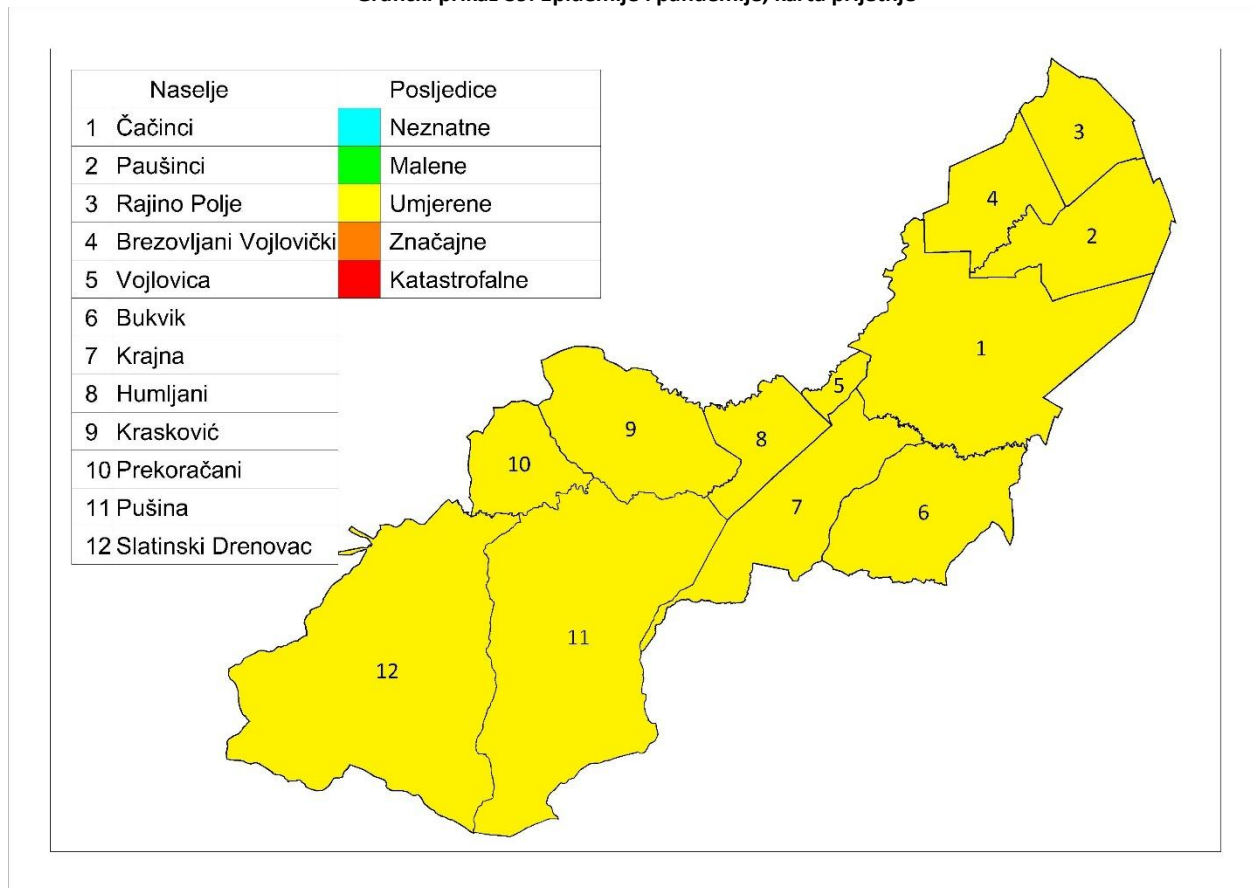 prikaz
Naselje Posljedice
1 Čačinci Neznatne
2 Paušinci Malene
3 Rajino Polje Umjerene
4 Brezovljani Vojlovički Značajne
5 Vojlovica Katastrofalne
6 Bukvik
7 Krajna
8 Humljani
9 Krasković
10 Prekoračani
11 Pušina
12 Slatinski Drenovac
3
4
2
1
5
9
8
10
7
6
11
12